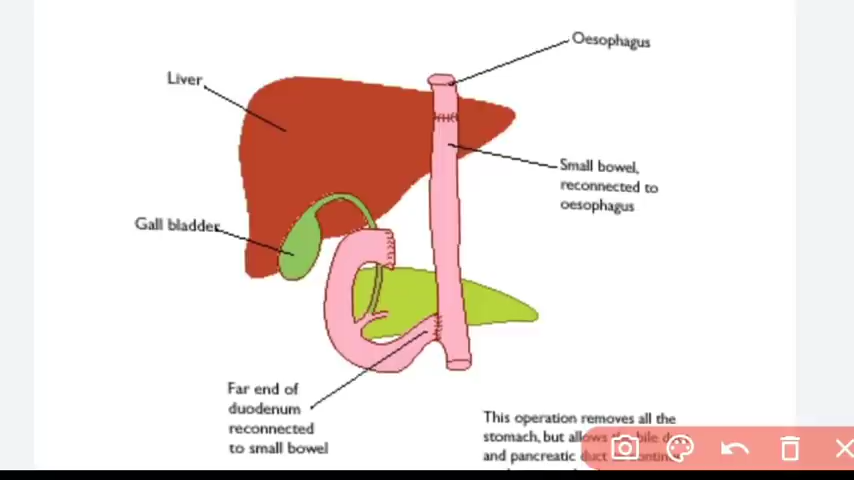 Oesophagus
Liver
Small bowel,
reconnected to
oesophagus
Gall bladder
Far end of
duodenum
reconnected
to small bowel
This operation removes all the
stomach, but allows bile
and pancreatic duct